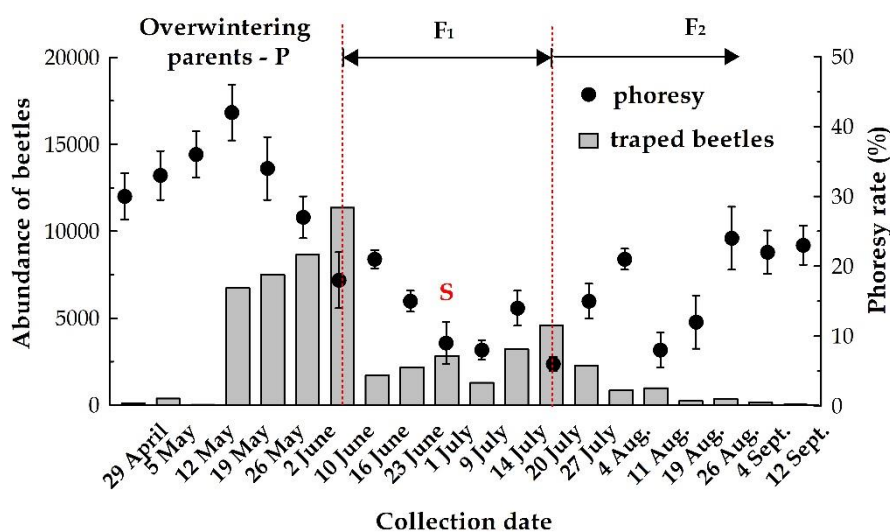 Overwintering
parents - P
F1
F2
20000
15000
10000
5000
0
Abundance of beetles
phoresy
traped beetles
S
50
40
30
20
10
0
Phoresy rate (%)
29 April
5 May
12 May
19 May
26 May
2 June
10 June
16 June
23 June
1 July
9 July
14 July
20 July
27 July
4 Aug.
11 Aug.
19 Aug.
26 Aug.
4 Sept.
12 Sept.
Collection date